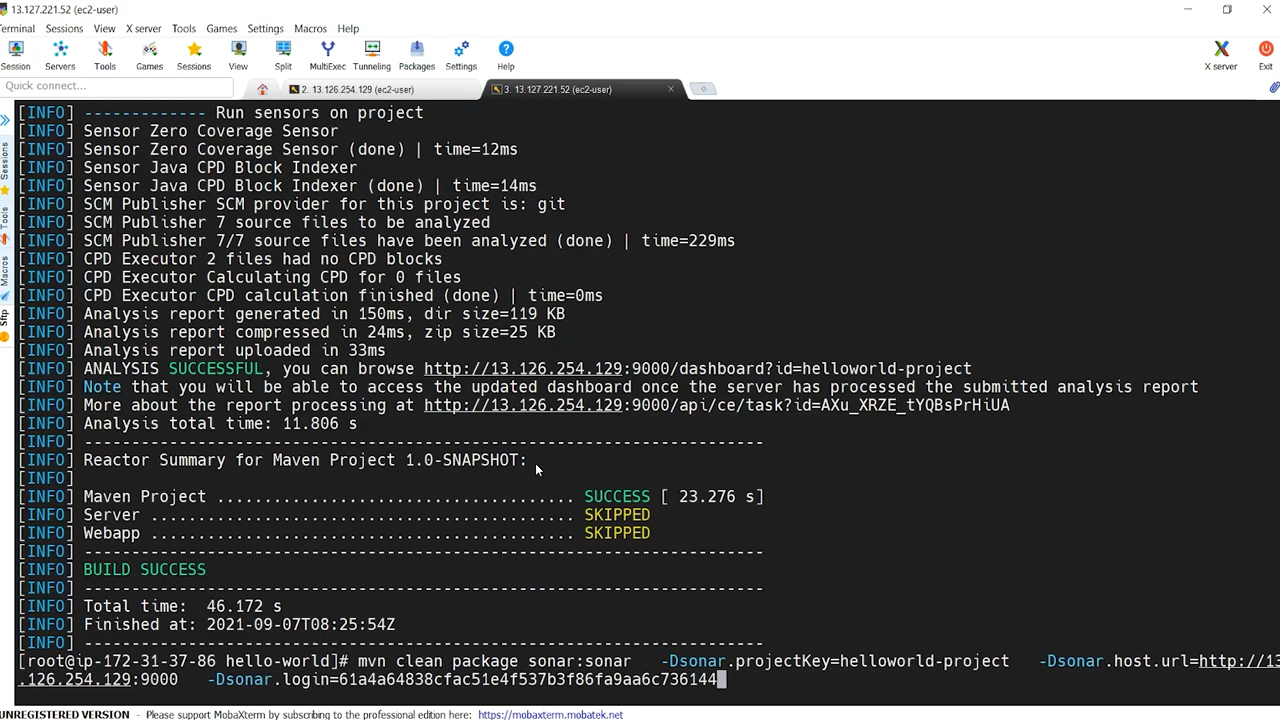 13.127.221.52 (ec2-user)
Terminal Sessions View X server Tools Games Settings Macros Help
Session Servers Tools Games Sessions View Split MultiExec Tunneling Packages Settings Help X server Exit
Quick connect...
2. 13.126.254.129 (ec2-user)
3. 13.127.221.52 (ec2-user)
Sessions
Tools
Macros
Sftp
[INFO] ------------- Run sensors on project
[INFO] Sensor Zero Coverage Sensor
[INFO] Sensor Zero Coverage Sensor (done) | time=12ms
[INFO] Sensor Java CPD Block Indexer
[INFO] Sensor Java CPD Block Indexer (done) | time=14ms
[INFO] SCM Publisher SCM provider for this project is: git
[INFO] SCM Publisher 7 source files to be analyzed
[INFO] SCM Publisher 7/7 source files have been analyzed (done) | time=229ms
[INFO] CPD Executor 2 files had no CPD blocks
[INFO] CPD Executor Calculating CPD for 0 files
[INFO] CPD Executor CPD calculation finished (done) | time=0ms
[INFO] Analysis report generated in 150ms, dir size=119 KB
[INFO] Analysis report compressed in 24ms, zip size=25 KB
[INFO] Analysis report uploaded in 33ms
[INFO] ANALYSIS SUCCESSFUL, you can browse http://13.126.254.129:9000/dashboard?id=helloworld-project
[INFO] Note that you will be able to access the updated dashboard once the server has processed the submitted analysis report
[INFO] More about the report processing at http://13.126.254.129:9000/api/ce/task?id=AXu_XRZE_tYQBsPrHiUA
[INFO] Analysis total time: 11.806 s
[INFO] ------------------------------------------------------------------------
[INFO] Reactor Summary for Maven Project 1.0-SNAPSHOT:
[INFO]
[INFO] Maven Project ...................................... SUCCESS [ 23.276 s]
[INFO] Server ............................................. SKIPPED
[INFO] Webapp ............................................. SKIPPED
[INFO] ------------------------------------------------------------------------
[INFO] BUILD SUCCESS
[INFO] ------------------------------------------------------------------------
[INFO] Total time:  46.172 s
[INFO] Finished at: 2021-09-07T08:25:54Z
[INFO] ------------------------------------------------------------------------
[root@ip-172-31-37-86 hello-world]# mvn clean package sonar:sonar   -Dsonar.projectKey=helloworld-project   -Dsonar.host.url=http://13
.126.254.129:9000   -Dsonar.login=61a4a64838cfac51e4f537b3f86fa9aa6c736144
UNREGISTERED VERSION - Please support MobaXterm by subscribing to the professional edition here: https://mobaxterm.mobatek.net